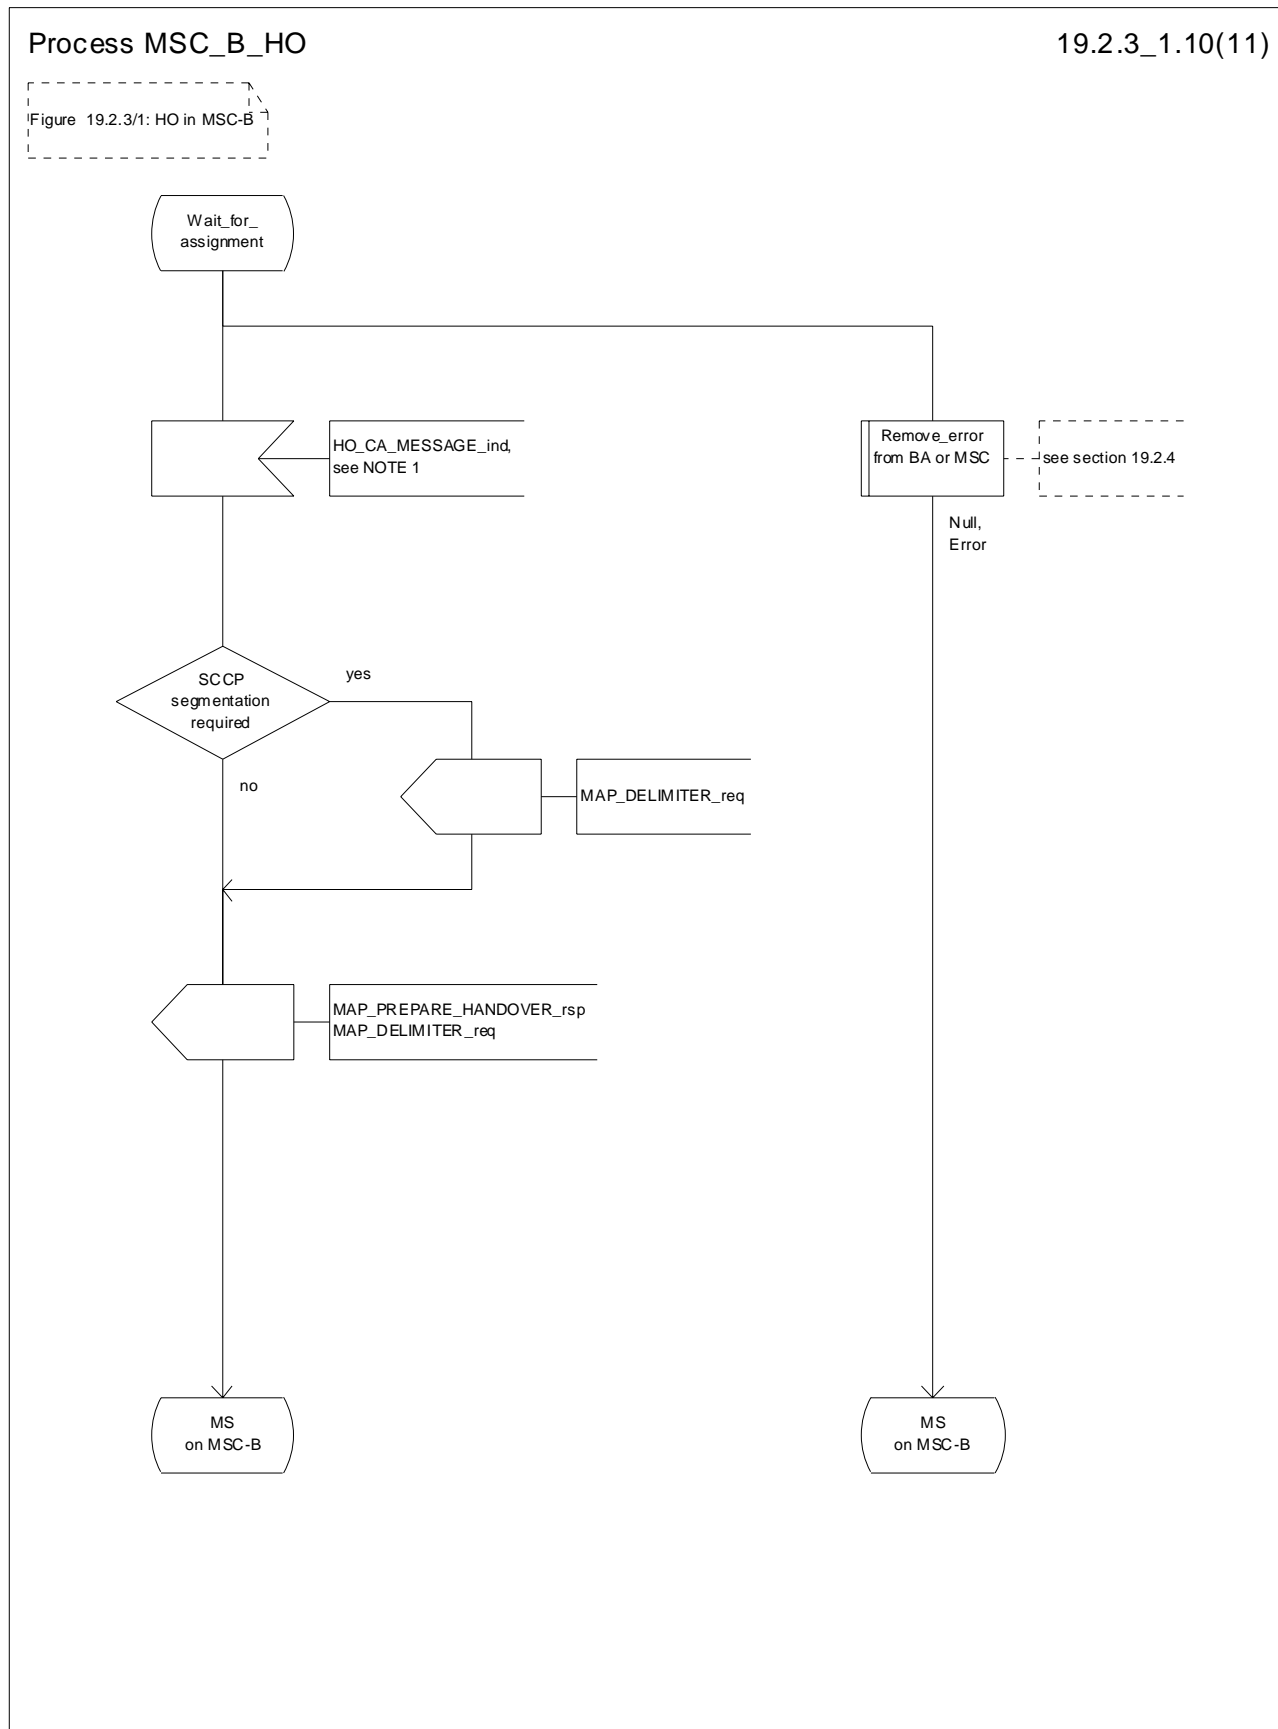 Process MSC_B_HO
19.2.3_1.10(11)
Figure 19.2.3/1: HO in MSC-B
Wait_for_
assignment
HO_CA_MESSAGE_ind,
see NOTE 1
Remove_error
from BA or MSC
see section 19.2.4
Null,
Error
SCCP
segmentation
required
yes
no
MAP_DELIMITER_req
MAP_PREPARE_HANDOVER_rsp
MAP_DELIMITER_req
MS
on MSC-B
MS
on MSC-B